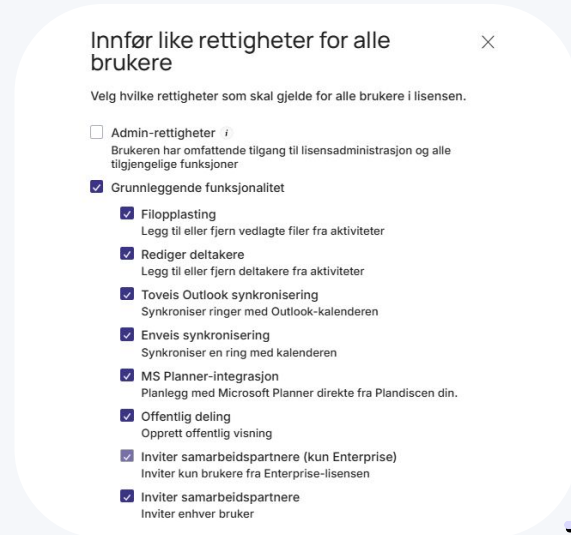 Innfør like rettigheter for alle
brukere
Velg hvilke rettigheter som skal gjelde for alle brukere i lisensen.
Admin-rettigheter i
Brukeren har omfattende tilgang til lisensadministrasjon og alle
tilgjengelige funksjoner
Grunnleggende funksjonalitet
Filopplasting
Legg til eller fjern vedlagte filer fra aktiviteter
Rediger deltakere
Legg til eller fjern deltakere fra aktiviteter
Toveis Outlook synkronisering
Synkroniser ringer med Outlook-kalenderen
Enveis synkronisering
Synkroniser en ring med kalenderen
MS Planner-integrasjon
Planlegg med Microsoft Planner direkte fra Plandiscen din.
Offentlig deling
Opprett offentlig visning
Inviter samarbeidspartnere (kun Enterprise)
Inviter kun brukere fra Enterprise-lisensen
Inviter samarbeidspartnere
Inviter enhver bruker